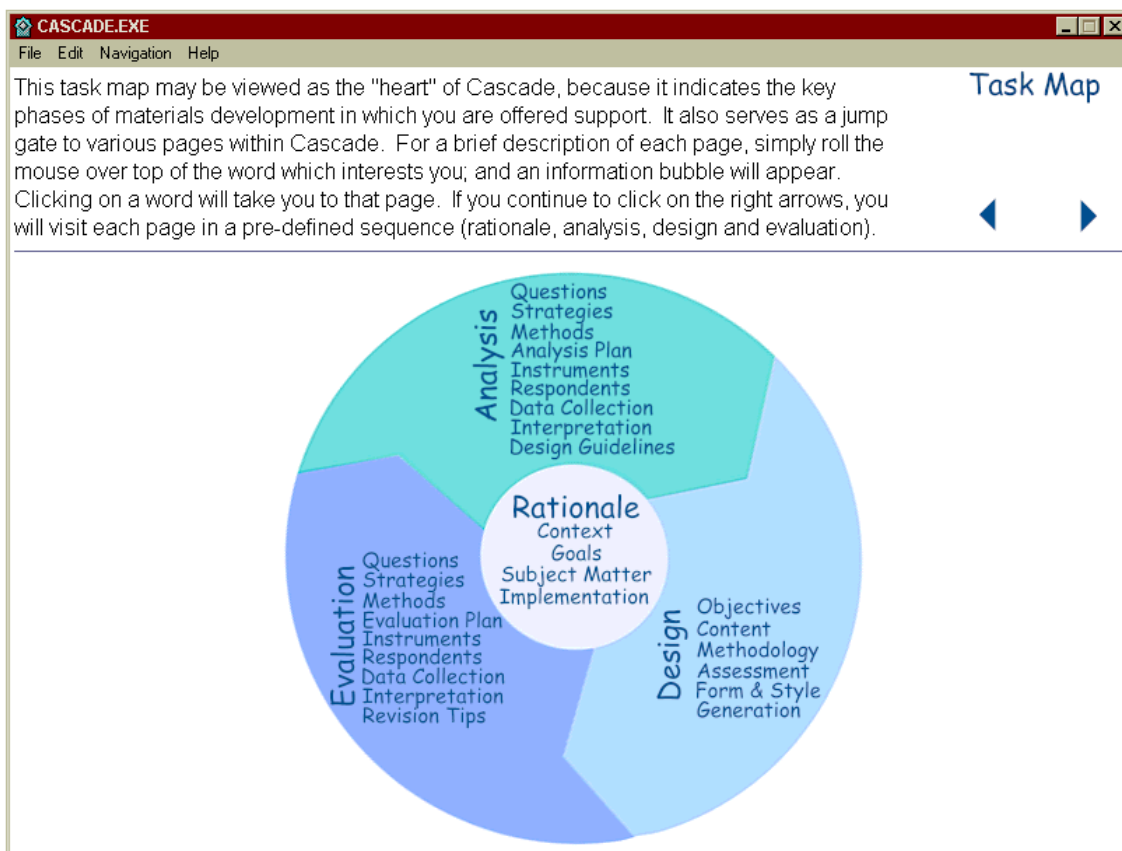 CASCADE.EXE
File Edit Navigation Help
This task map may be viewed as the "heart" of Cascade, because it indicates the key
phases of materials development in which you are offered support. It also serves as a jump
gate to various pages within Cascade. For a brief description of each page, simply roll the
mouse over top of the word which interests you; and an information bubble will appear.
Clicking on a word will take you to that page. If you continue to click on the right arrows, you
will visit each page in a pre-defined sequence (rationale, analysis, design and evaluation).
Task Map
Analysis
Questions
Strategies
Methods
Analysis Plan
Instruments
Respondents
Data Collection
Interpretation
Design Guidelines
Rationale
Context
Goals
Subject Matter
Implementation
Evaluation
Questions
Strategies
Methods
Evaluation Plan
Instruments
Respondents
Data Collection
Interpretation
Revision Tips
Design
Objectives
Content
Methodology
Assessment
Form & Style
Generation